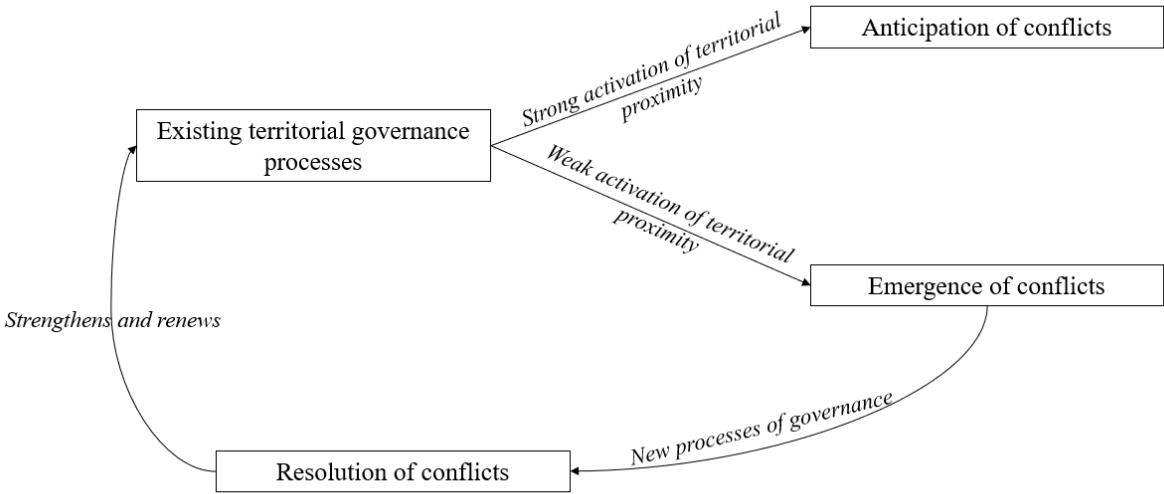 Anticipation of conflicts
Strong activation of territorial
proximity
Existing territorial governance
processes
Weak activation of territorial
proximity
Emergence of conflicts
Strengthens and renews
New processes of governance
Resolution of conflicts